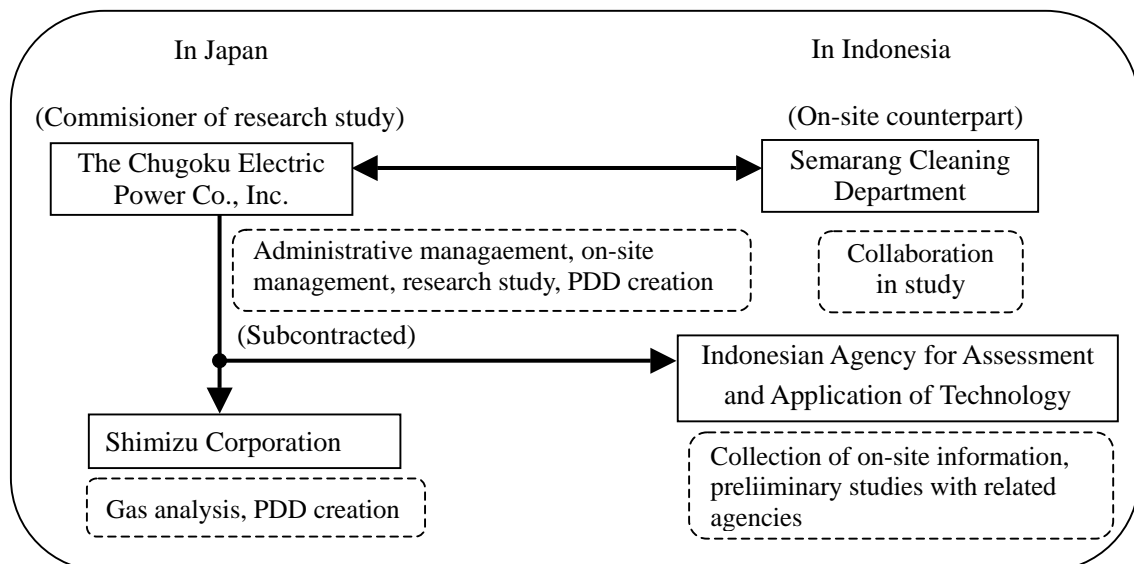 In Japan
In Indonesia
(Commisioner of research study)
(On-site counterpart)
The Chugoku Electric
Power Co., Inc.
Semarang Cleaning
Department
Administrative managaement, on-site
management, research study, PDD creation
Collaboration
in study
(Subcontracted)
Indonesian Agency for Assessment
and Application of Technology
Shimizu Corporation
Gas analysis, PDD creation
Collection of on-site information,
preliiminary studies with related
agencies